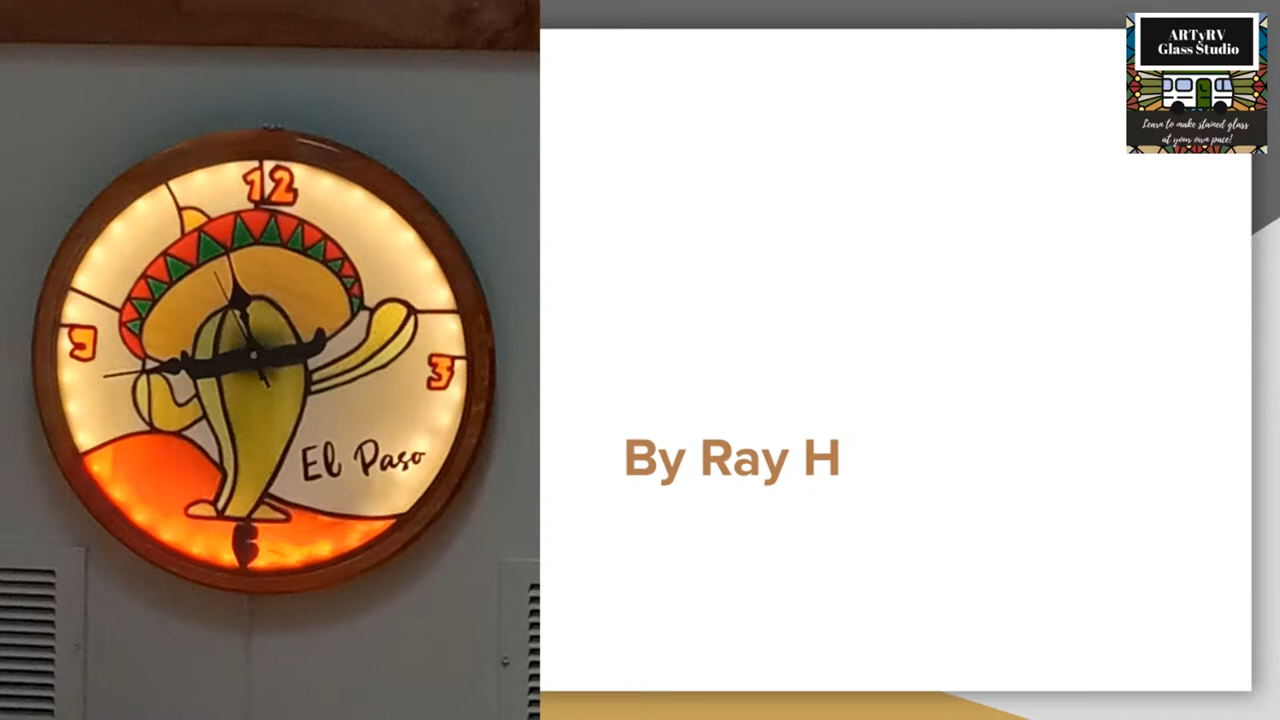 12
9
3
El Paso
6
By Ray H
ARTyRV
Glass Studio
Learn to make stained glass
at your own pace!